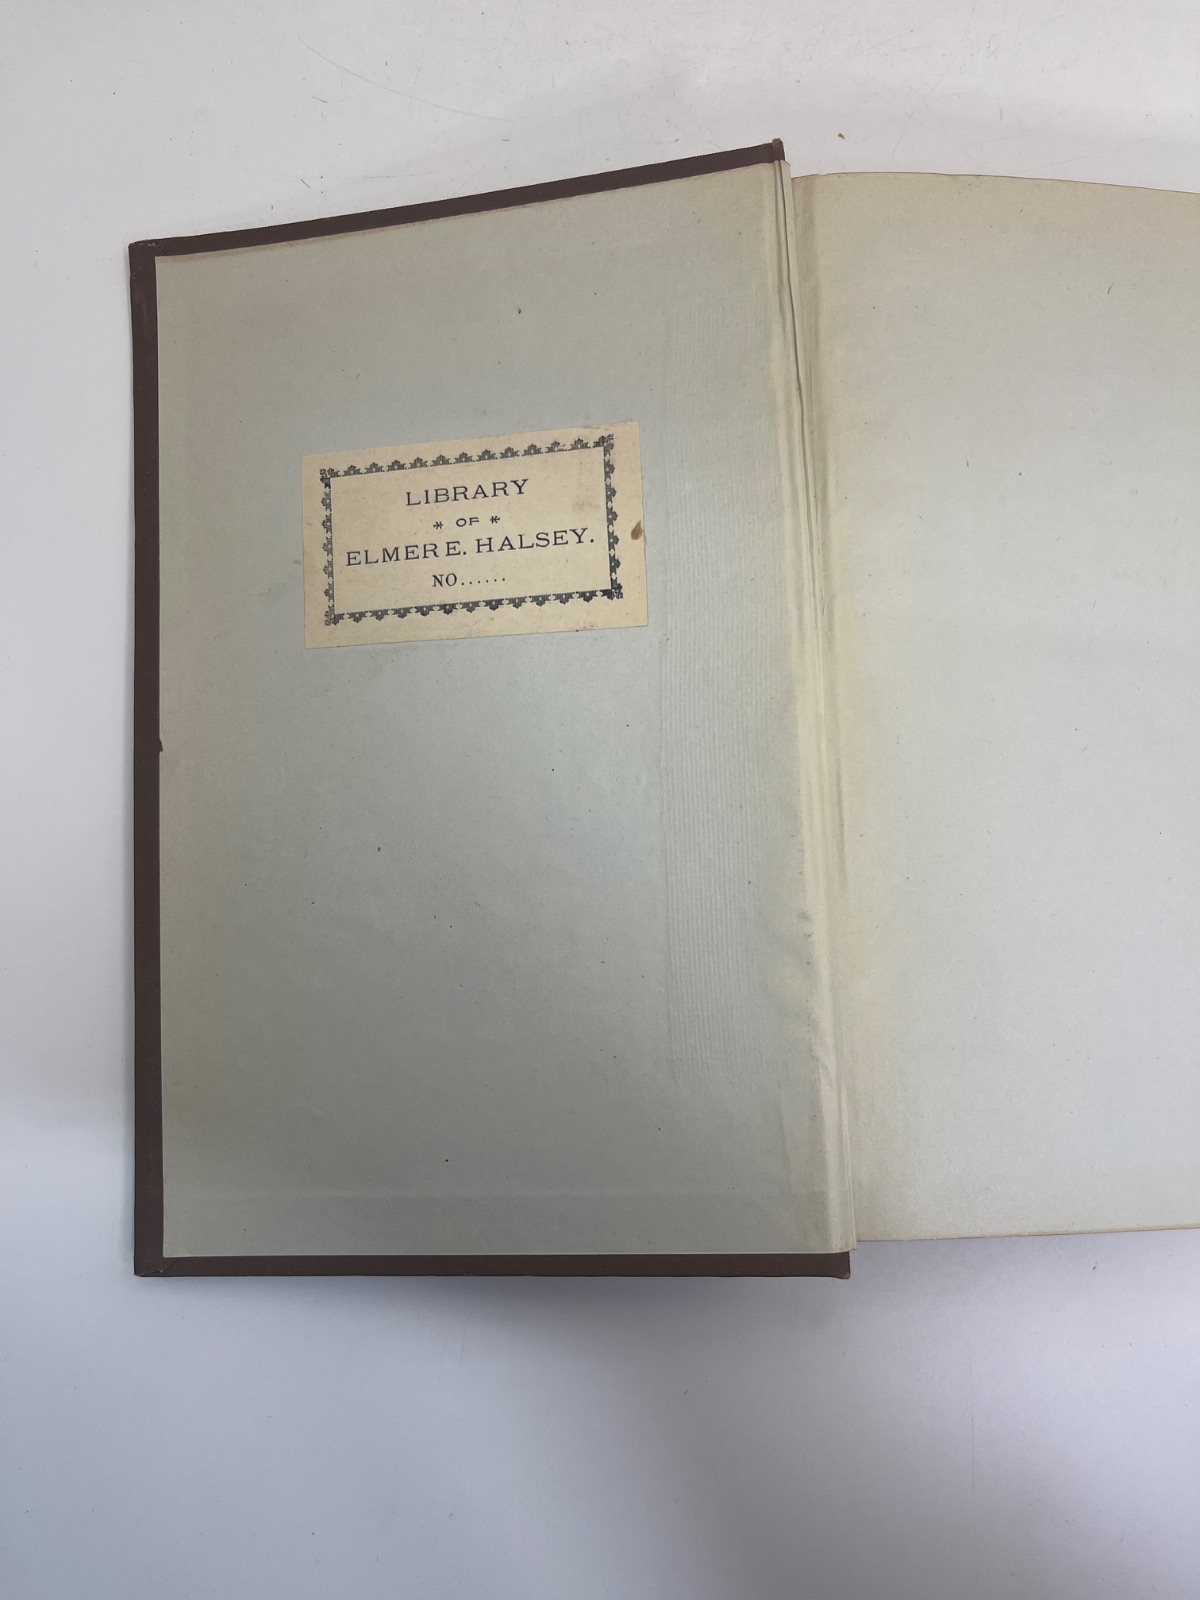 LIBRARY
* OF *
ELMER E. HALSEY.
NO......